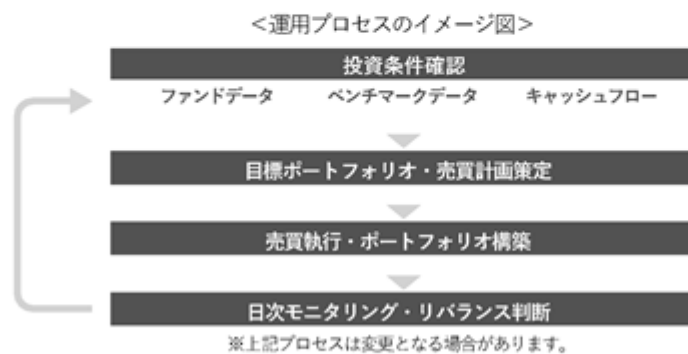 ＜運用プロセスのイメージ図＞
投資条件確認
ファンドデータ ベンチマークデータ キャッシュフロー
目標ポートフォリオ・売買計画策定
売買執行・ポートフォリオ構築
日次モニタリング・リバランス判断
※上記プロセスは変更となる場合があります。